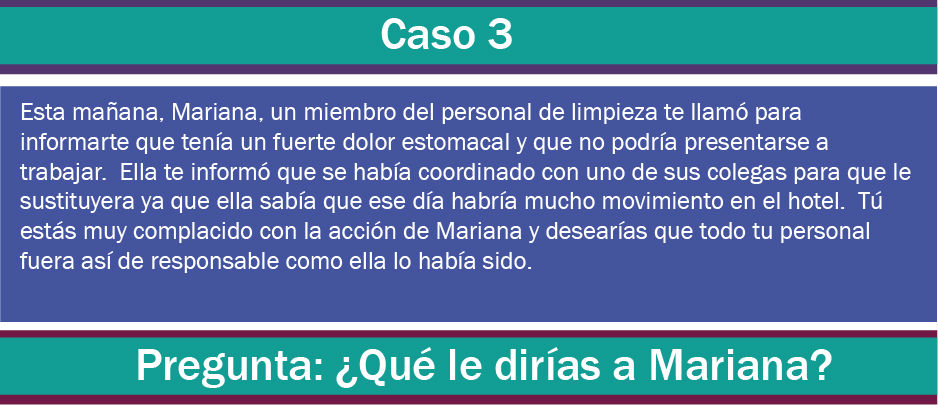 Caso 3
Esta mañana, Mariana, un miembro del personal de limpieza te llamó para
informarte que tenía un fuerte dolor estomacal y que no podría presentarse a
trabajar.  Ella te informó que se había coordinado con uno de sus colegas para que le
sustituyera ya que ella sabía que ese día habría mucho movimiento en el hotel.  Tú
estás muy complacido con la acción de Mariana y desearías que todo tu personal
fuera así de responsable como ella lo había sido.
Pregunta: ¿Qué le dirías a Mariana?